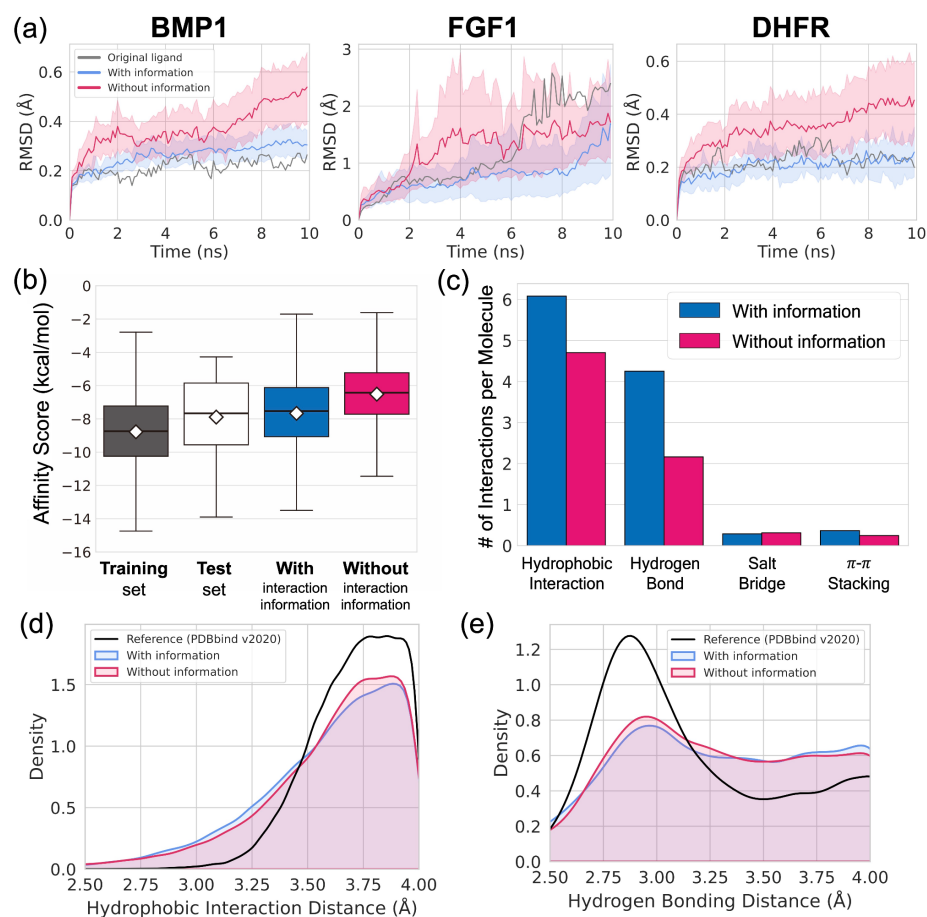 (a)
BMP1
FGF1
DHFR
Original ligand
With information
Without information
RMSD (Å)
0.6
0.4
0.2
0.0
0 2 4 6 8 10
Time (ns)
RMSD (Å)
3
2
1
0
0 2 4 6 8 10
Time (ns)
RMSD (Å)
0.6
0.4
0.2
0.0
0 2 4 6 8 10
Time (ns)
(b)
Affinity Score (kcal/mol)
0
−2
−4
−6
−8
−10
−12
−14
−16
Training
set
Test
set
With
interaction
information
Without
interaction
information
(c)
# of Interactions per Molecule
6
5
4
3
2
1
0
With information
Without information
Hydrophobic
Interaction
Hydrogen
Bond
Salt
Bridge
π-π
Stacking
(d)
Reference (PDBbind v2020)
With information
Without information
Density
1.5
1.0
0.5
0.0
2.50 2.75 3.00 3.25 3.50 3.75 4.00
Hydrophobic Interaction Distance (Å)
(e)
Reference (PDBbind v2020)
With information
Without information
Density
1.2
1.0
0.8
0.6
0.4
0.2
0.0
2.50 2.75 3.00 3.25 3.50 3.75 4.00
Hydrogen Bonding Distance (Å)